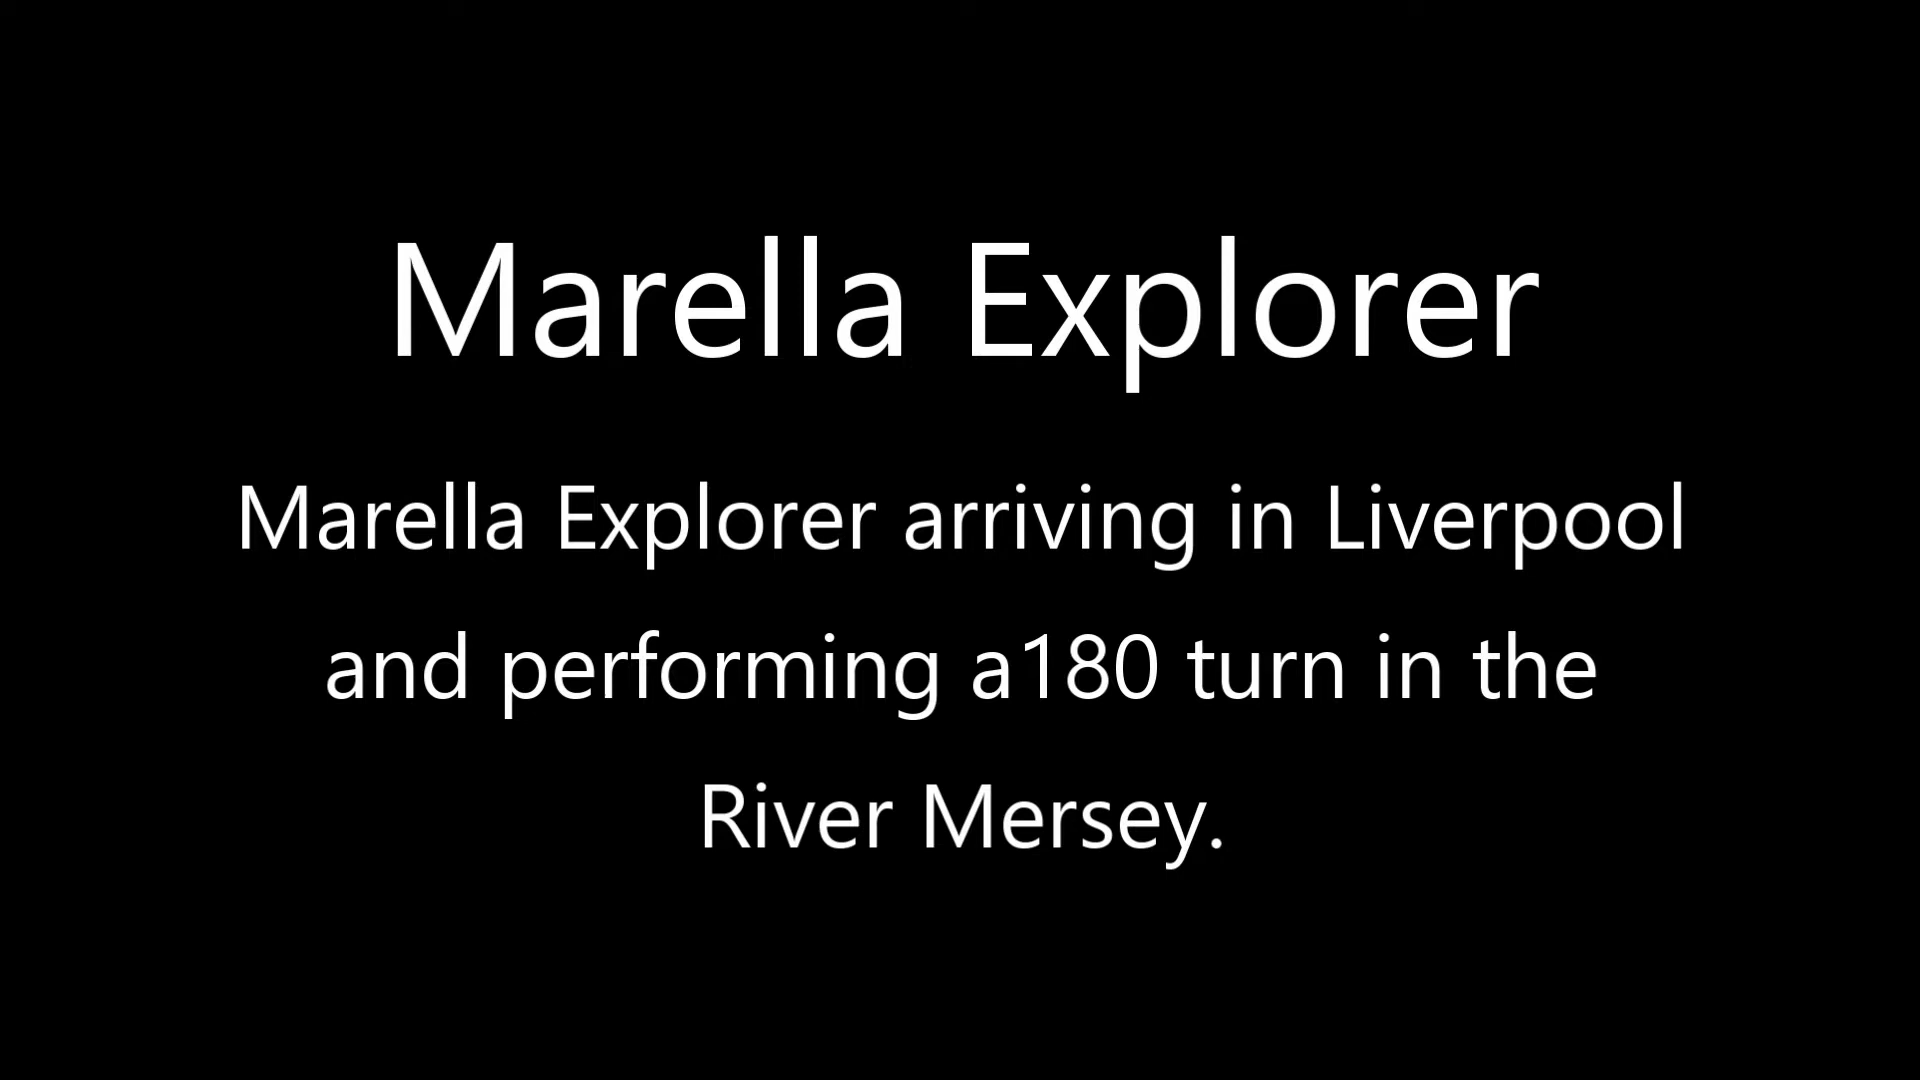 Marella Explorer
Marella Explorer arriving in Liverpool
and performing a180 turn in the
River Mersey.